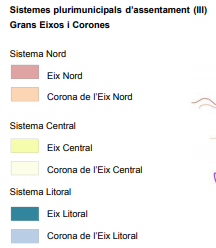 Sistemes plurimunicipals d'assentament (III)
Grans Eixos i Corones
Sistema Nord
Eix Nord
Corona de l'Eix Nord
Sistema Central
Eix Central
Corona de l'Eix Central
Sistema Litoral
Eix Litoral
Corona de l'Eix Litoral